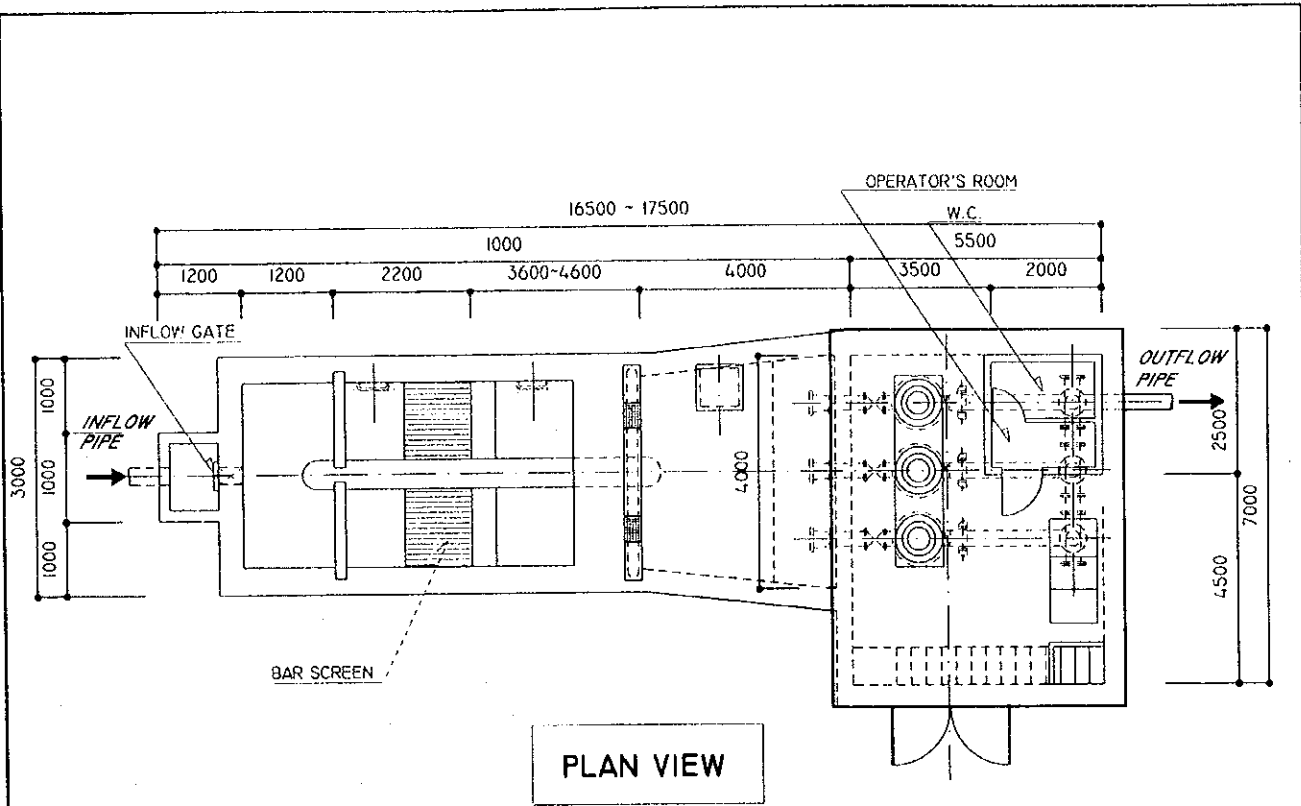 OPERATOR'S ROOM
16500 ~ 17500
W.C.
1000
5500
1200
1200
2200
3600~4600
4000
3500
2000
INFLOW GATE
OUTFLOW
PIPE
INFLOW
PIPE
1000
1000
1000
3000
4000
2500
4500
7000
BAR SCREEN
PLAN VIEW